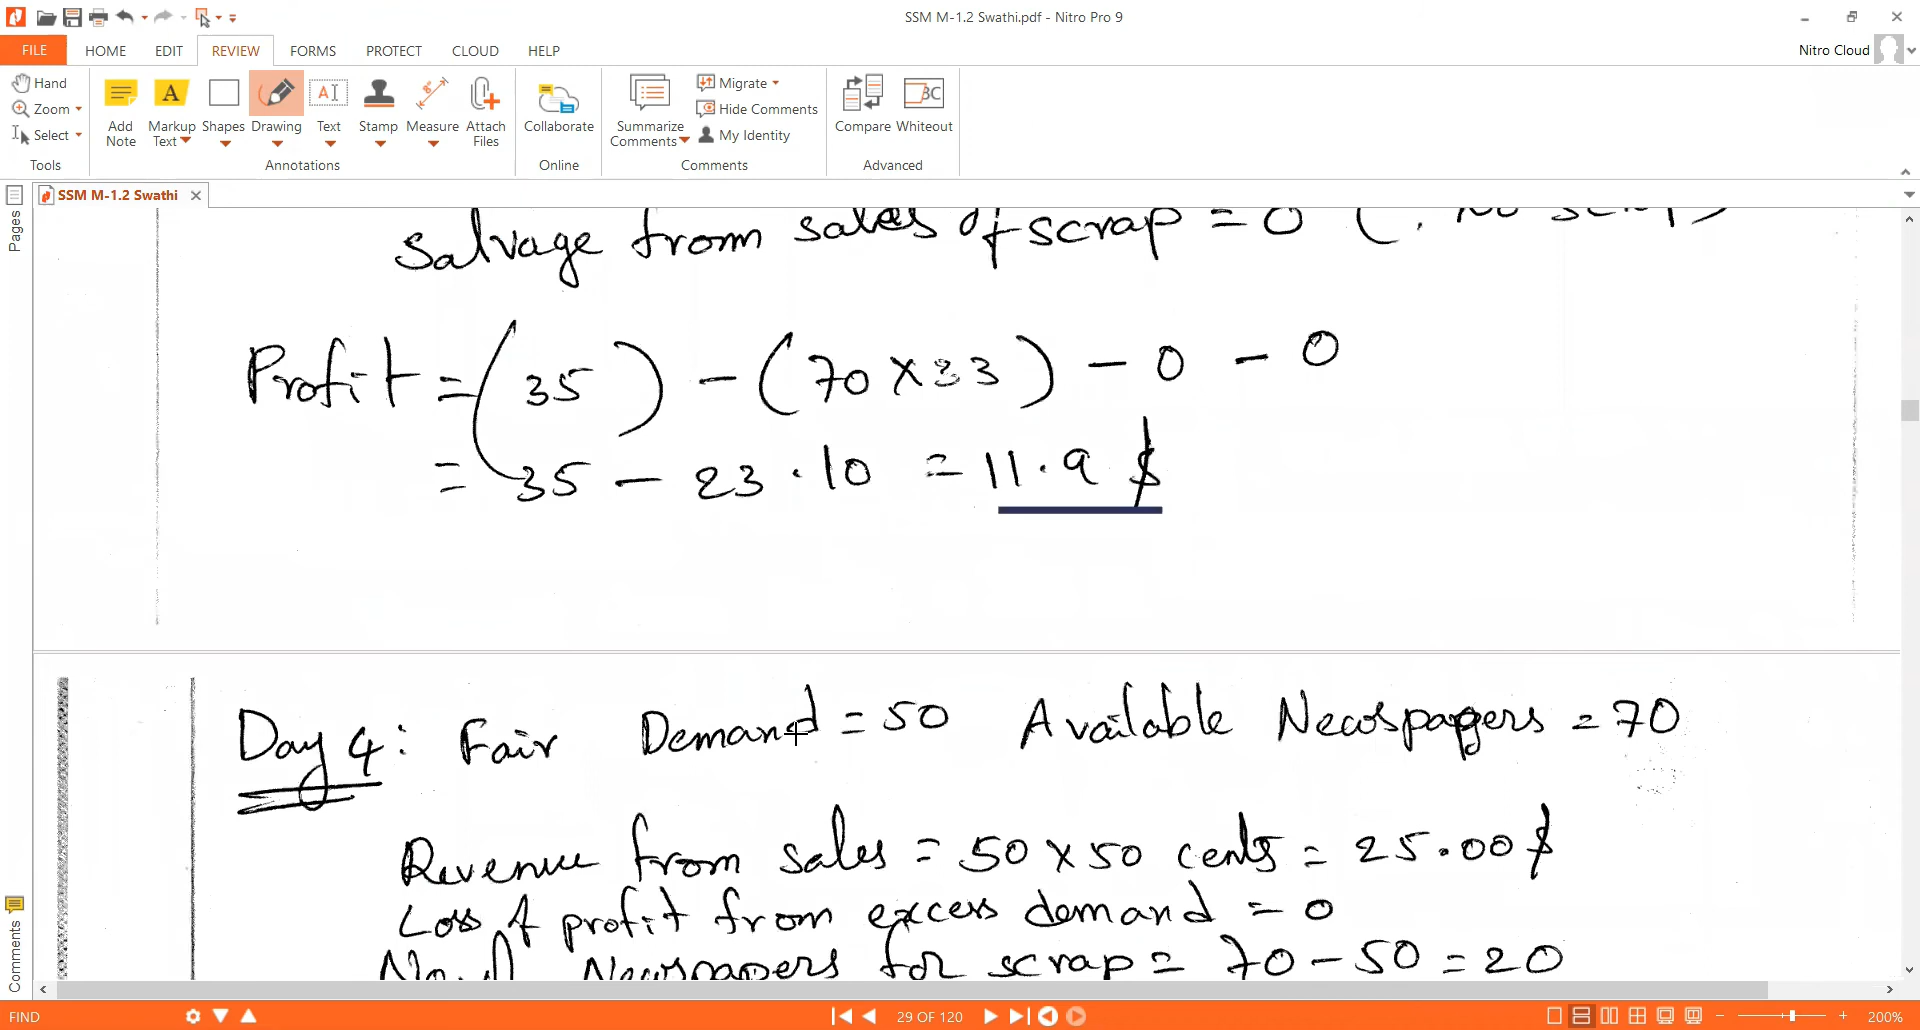 SSM M-1.2 Swathi.pdf - Nitro Pro 9
FILE HOME EDIT REVIEW FORMS PROTECT CLOUD HELP Nitro Cloud
Hand
Zoom
Select
Tools
Add Note
Markup Text
Shapes
Drawing
Text
Stamp
Measure
Attach Files
Annotations
Collaborate
Online
Summarize Comments
Migrate
Hide Comments
My Identity
Comments
Compare
Whiteout
Advanced
Pages
SSM M-1.2 Swathi
Salvage from sales of scrap = 0
Profit = (35) - (70 × 33) - 0 - 0
= 35 - 23.10 = 11.9 $
Day 4: Fair Demand = 50 Available Newspapers = 70
Revenue from sales = 50 × 50 cents = 25.00 $
Loss of profit from excess demand = 0
No. of Newspapers for scrap = 70 - 50 = 20
Comments
FIND 29 OF 120 200%